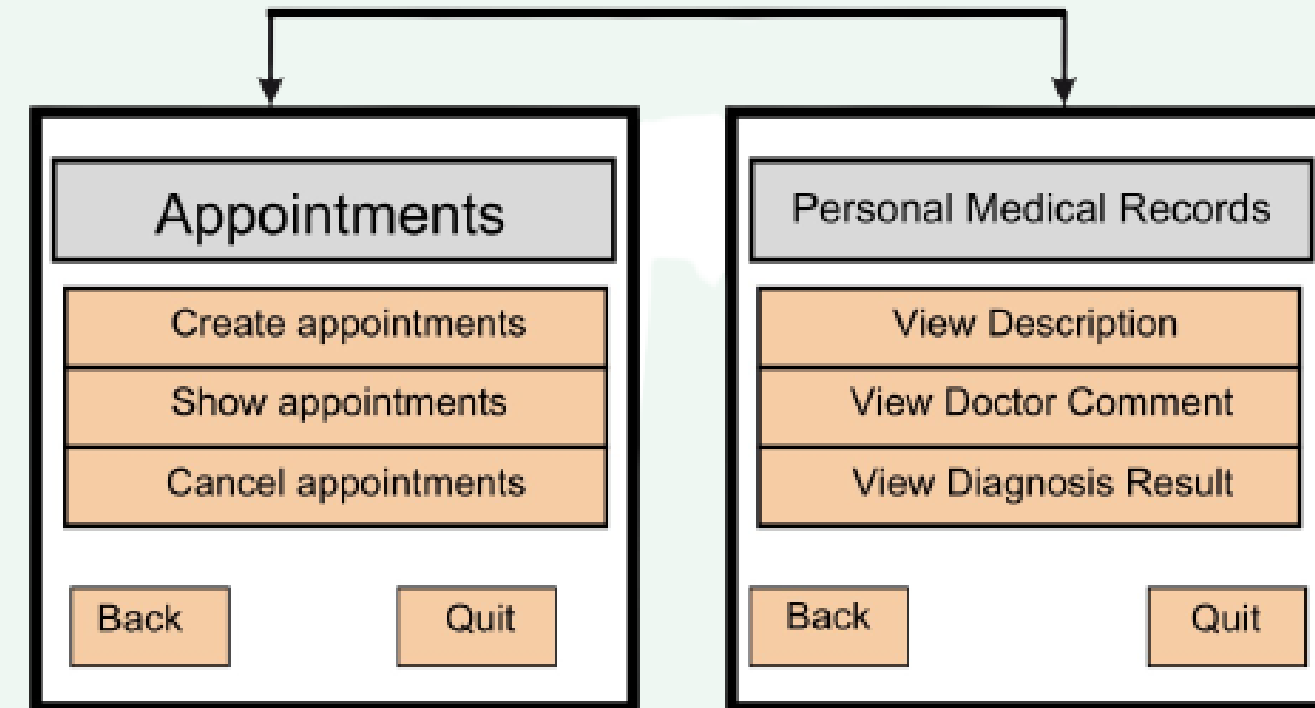 Appointments
Create appointments
Show appointments
Cancel appointments
Back
Quit
Personal Medical Records
View Description
View Doctor Comment
View Diagnosis Result
Back
Quit